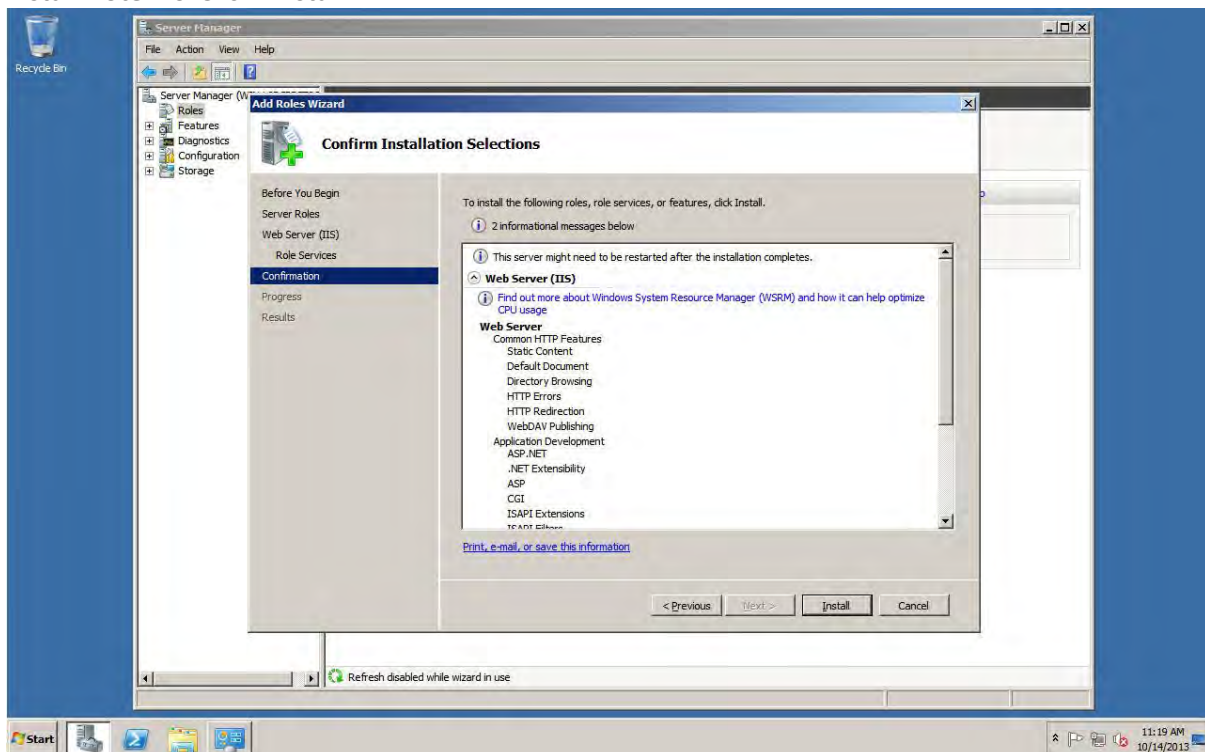 Recycle Bin
Server Manager
File Action View Help
Server Manager
Roles
Features
Diagnostics
Configuration
Storage
Add Roles Wizard
Confirm Installation Selections
Before You Begin
Server Roles
Web Server (IIS)
Role Services
Confirmation
Progress
Results
To install the following roles, role services, or features, click Install.
2 informational messages below
This server might need to be restarted after the installation completes.
Web Server (IIS)
Find out more about Windows System Resource Manager (WSRM) and how it can help optimize
CPU usage
Web Server
Common HTTP Features
Static Content
Default Document
Directory Browsing
HTTP Errors
HTTP Redirection
WebDAV Publishing
Application Development
ASP.NET
.NET Extensibility
ASP
CGI
ISAPI Extensions
ISAPI Filters
Print, e-mail, or save this information
< Previous Next > Install Cancel
Refresh disabled while wizard in use
Start
11:19 AM
10/14/2013